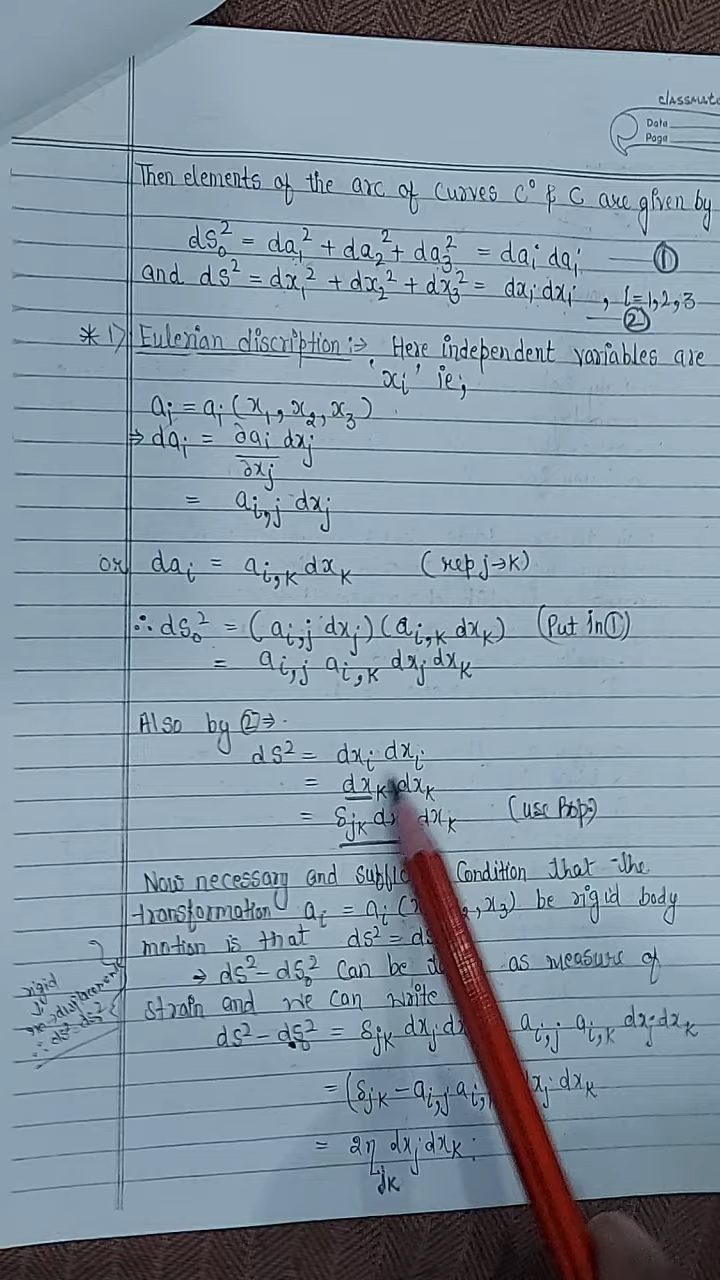 classmate
Date
Page
Then elements of the arc of curves C° & C are given by
ds₀² = da₁² + da₂² + da₃² = daᵢ daᵢ — ①
and ds² = dx₁² + dx₂² + dx₃² = dxᵢ dxᵢ —, i=1,2,3
②
* 1) Eulerian discription :→ Here independent variables are
'xᵢ' ie;
aᵢ = aᵢ (x₁, x₂, x₃)
⇒ daᵢ = ∂aᵢ/∂xⱼ dxⱼ
= aᵢ,ⱼ dxⱼ
or daᵢ = aᵢ,ₖ dxₖ (rep j→k)
∴ ds₀² = (aᵢ,ⱼ dxⱼ)(aᵢ,ₖ dxₖ) (Put in ①)
= aᵢ,ⱼ aᵢ,ₖ dxⱼ dxₖ
Also by ② ⇒
ds² = dxᵢ dxᵢ
= dxₖ dxₖ
= δⱼₖ dxₖ (use Prop:)
Now necessary and condition that the
transformation aᵢ = aᵢ ( , x₃) be rigid body
motion is that ds² =
⇒ ds² - ds₀² can be as measure of
strain and we can write
ds² - ds₀² = δⱼₖ dxⱼ aᵢ,ⱼ aᵢ,ₖ dxⱼ dxₖ
= (δⱼₖ - aᵢ,ⱼ aᵢ, xⱼ dxₖ
= 2ηⱼₖ dxⱼ dxₖ.
rigid
displacement
∴ ds² = ds₀²